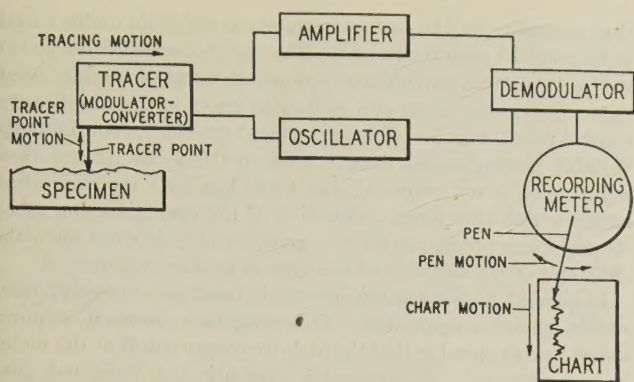 TRACING MOTION
TRACER
(MODULATOR-
CONVERTER)
TRACER
POINT
MOTION
TRACER POINT
SPECIMEN
AMPLIFIER
OSCILLATOR
DEMODULATOR
RECORDING
METER
PEN
PEN MOTION
CHART MOTION
CHART